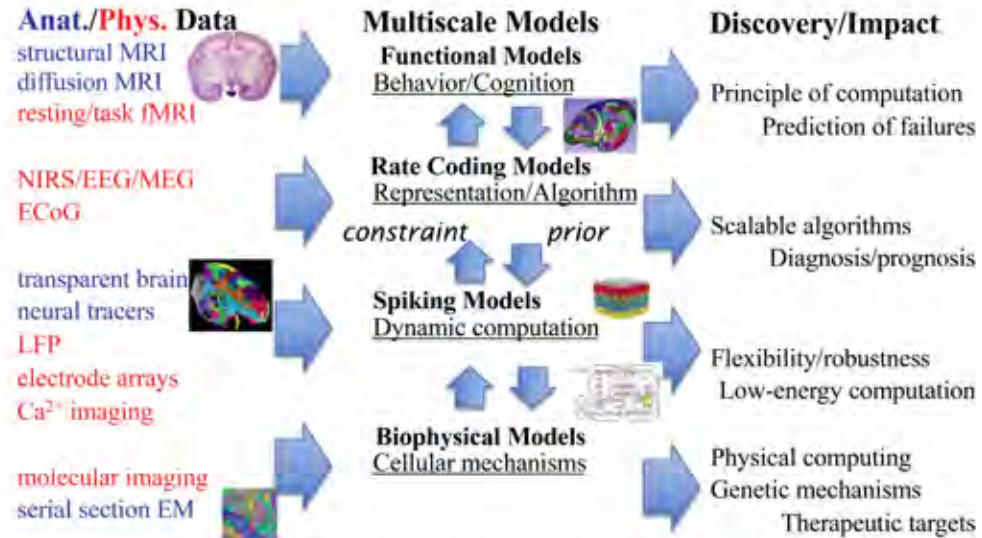 Anat./Phys. Data
structural MRI
diffusion MRI
resting/task fMRI
NIRS/EEG/MEG
ECoG
transparent brain
neural tracers
LFP
electrode arrays
Ca²⁺ imaging
molecular imaging
serial section EM
Multiscale Models
Functional Models
Behavior/Cognition
Rate Coding Models
Representation/Algorithm
constraint prior
Spiking Models
Dynamic computation
Biophysical Models
Cellular mechanisms
Discovery/Impact
Principle of computation
Prediction of failures
Scalable algorithms
Diagnosis/prognosis
Flexibility/robustness
Low-energy computation
Physical computing
Genetic mechanisms
Therapeutic targets